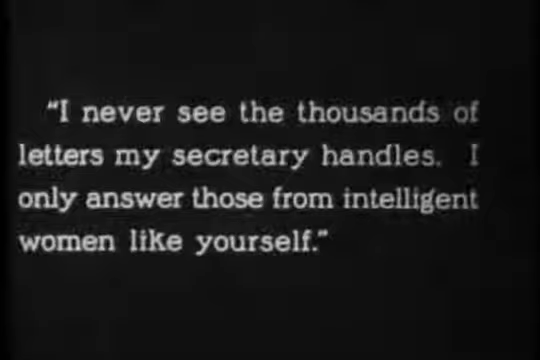 "I never see the thousands of
letters my secretary handles. I
only answer those from intelligent
women like yourself."